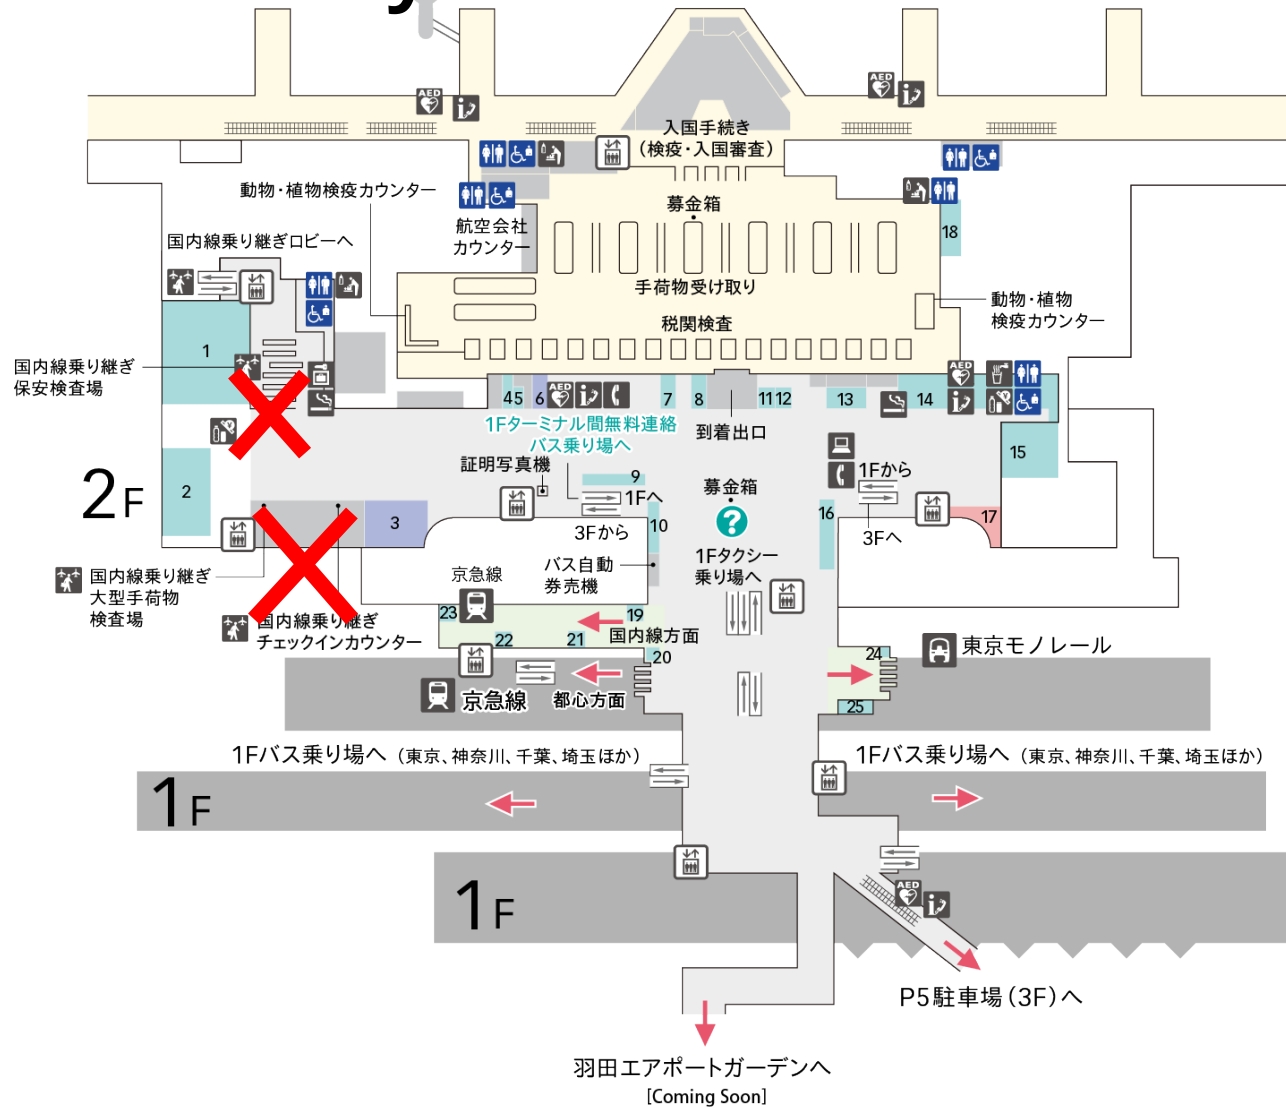 AED
AED
入国手続き
（検疫・入国審査）
動物・植物検疫カウンター
募金箱
航空会社
カウンター
18
国内線乗り継ぎロビーへ
手荷物受け取り
動物・植物
検疫カウンター
税関検査
1
国内線乗り継ぎ
保安検査場
4 5 6 AED 7 8 11 12 13 14 AED
1Fターミナル間無料連絡
バス乗り場へ
到着出口
15
証明写真機
9
1Fから
2F
2
募金箱
1Fへ
16
17
3
10
3Fから
?
3Fへ
バス自動
券売機
1Fタクシー
乗り場へ
国内線乗り継ぎ
大型手荷物
検査場
京急線
国内線乗り継ぎ
チェックインカウンター
23
19
22
21
国内線方面
20
24
東京モノレール
京急線
都心方面
25
1Fバス乗り場へ（東京、神奈川、千葉、埼玉ほか）
1Fバス乗り場へ（東京、神奈川、千葉、埼玉ほか）
1F
1F
AED
P5駐車場（3F）へ
羽田エアポートガーデンへ
[Coming Soon]